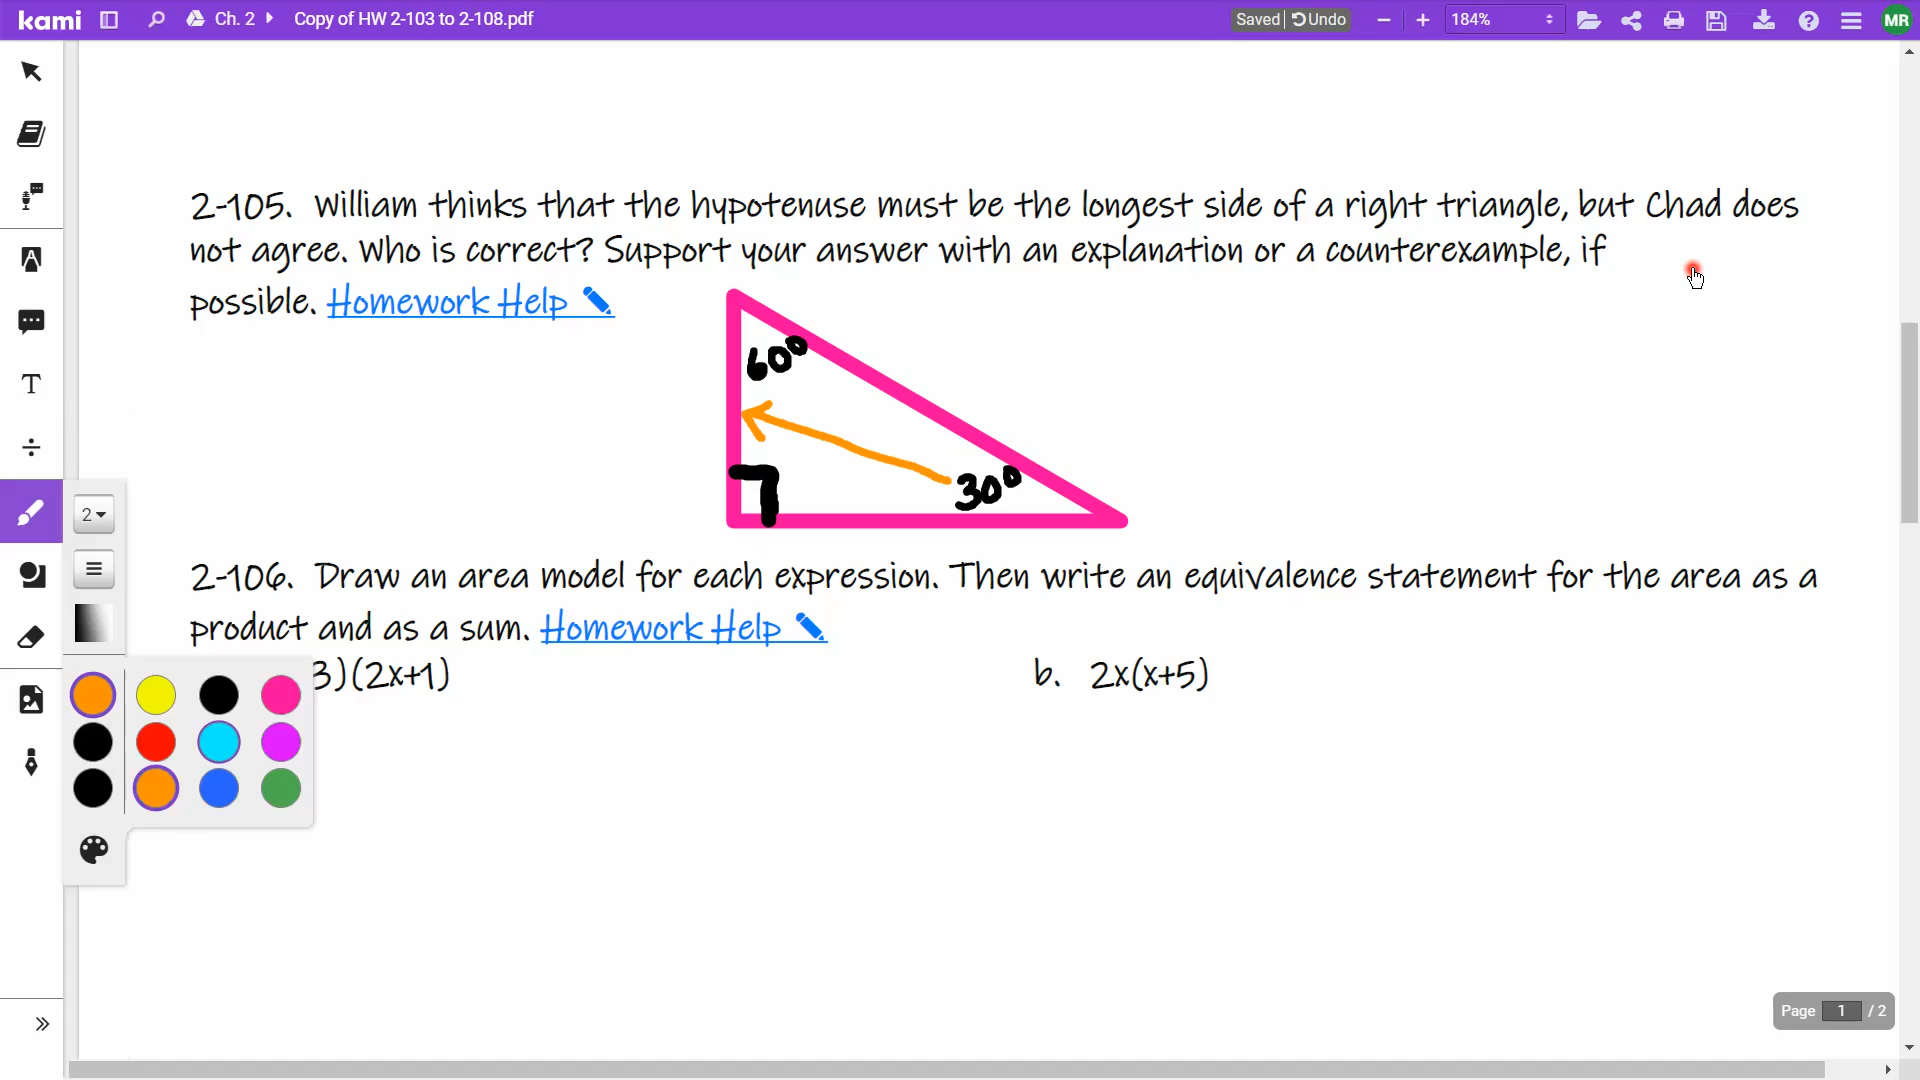 kami
Ch. 2
Copy of HW 2-103 to 2-108.pdf
Saved
Undo
184%
MR
2-105. William thinks that the hypotenuse must be the longest side of a right triangle, but Chad does
not agree. Who is correct? Support your answer with an explanation or a counterexample, if
possible. Homework Help
60°
30°
2-106. Draw an area model for each expression. Then write an equivalence statement for the area as a
product and as a sum. Homework Help
3)(2x+1)
b. 2x(x+5)
2
Page 1 / 2